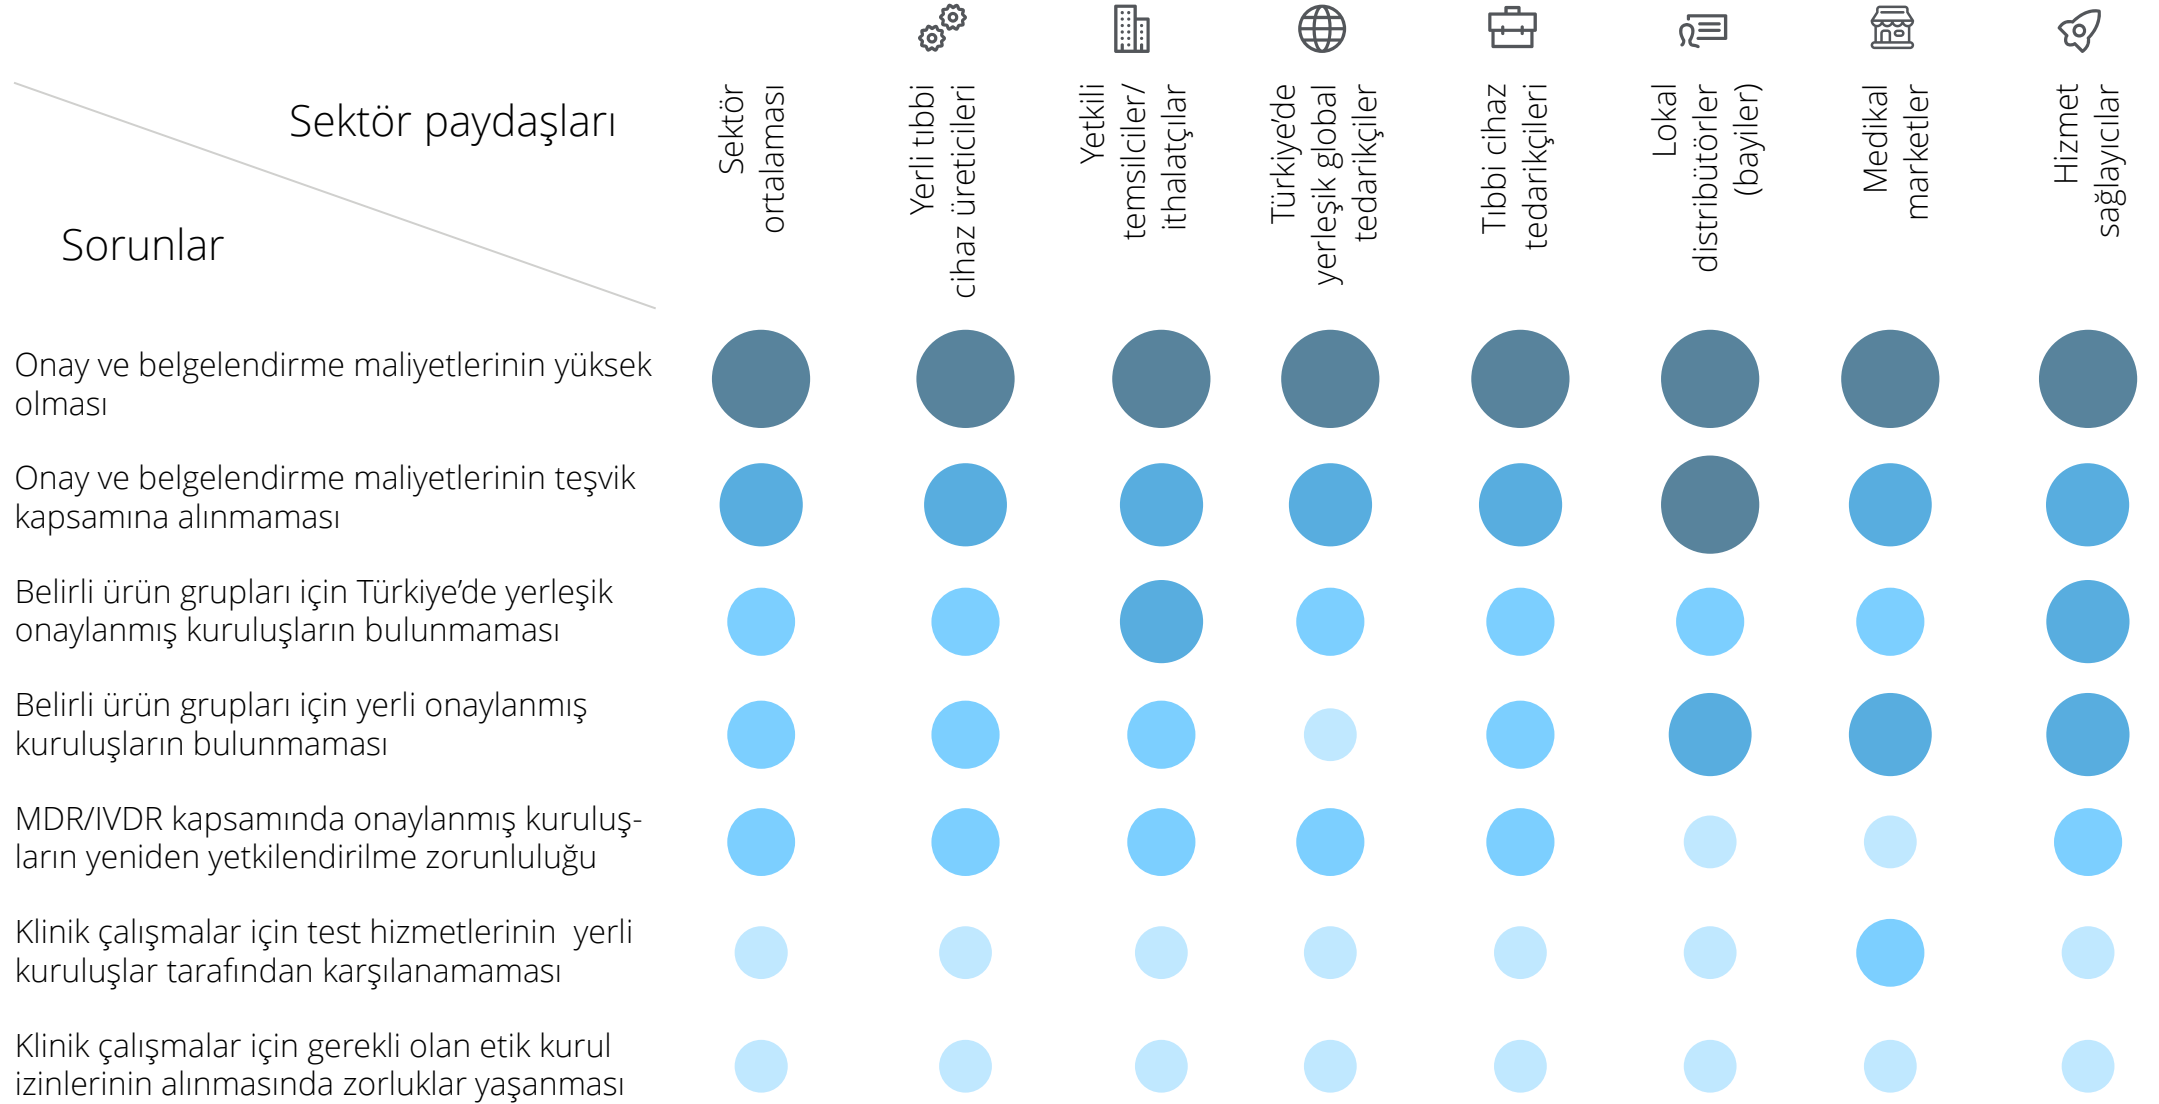 Sektör paydaşları
Sorunlar
Sektör
ortalaması
Yerli tıbbi
cihaz üreticileri
Yetkili
temsilciler/
ithalatçılar
Türkiye’de
yerleşik global
tedarikçiler
Tıbbi cihaz
tedarikçileri
Lokal
distribütörler
(bayiler)
Medikal
marketler
Hizmet
sağlayıcılar
Onay ve belgelendirme maliyetlerinin yüksek
olması
Onay ve belgelendirme maliyetlerinin teşvik
kapsamına alınmaması
Belirli ürün grupları için Türkiye’de yerleşik
onaylanmış kuruluşların bulunmaması
Belirli ürün grupları için yerli onaylanmış
kuruluşların bulunmaması
MDR/IVDR kapsamında onaylanmış kuruluş-
ların yeniden yetkilendirilme zorunluluğu
Klinik çalışmalar için test hizmetlerinin  yerli
kuruluşlar tarafından karşılanamaması
Klinik çalışmalar için gerekli olan etik kurul
izinlerinin alınmasında zorluklar yaşanması